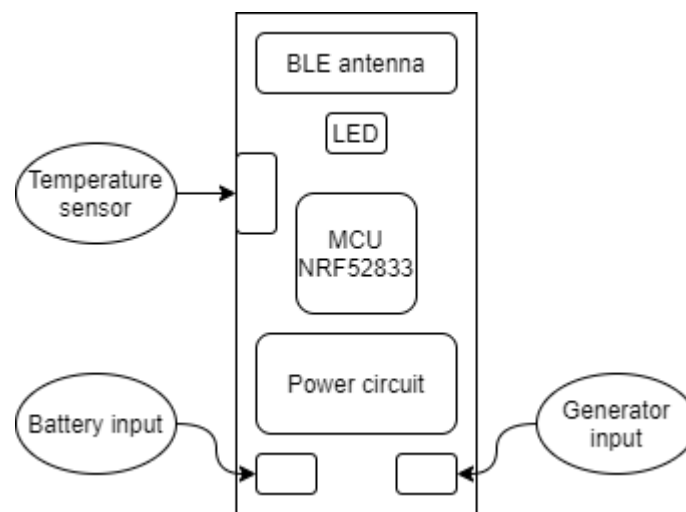 BLE antenna
LED
Temperature
sensor
MCU
NRF52833
Power circuit
Battery input
Generator
input